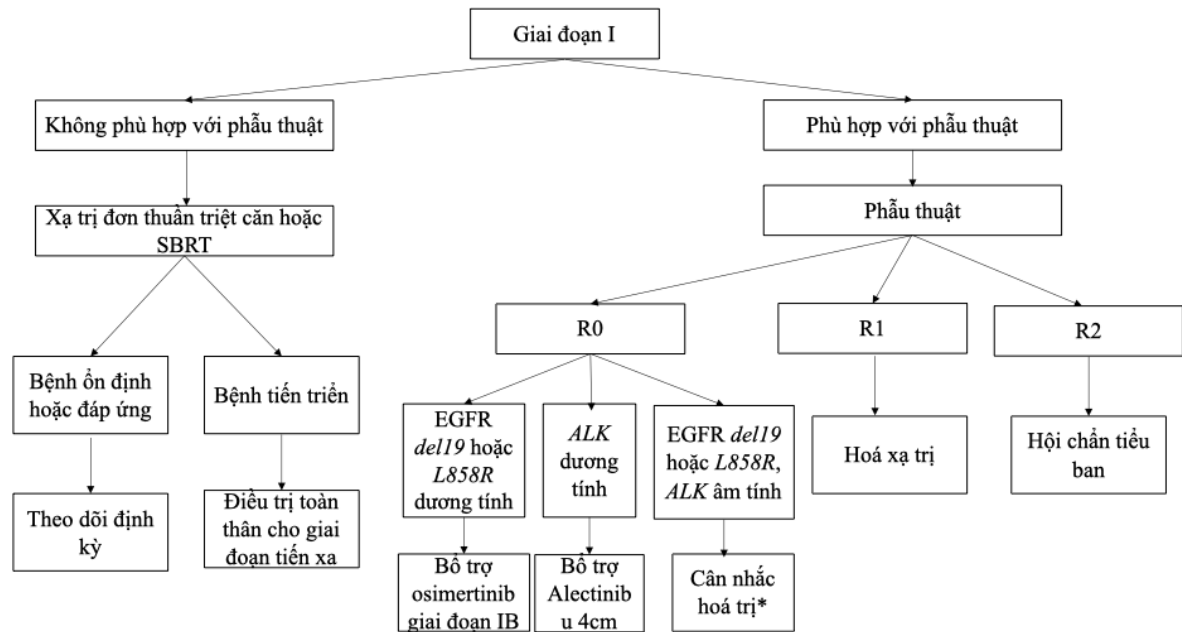 Giai đoạn I
Không phù hợp với phẫu thuật
Phù hợp với phẫu thuật
Xạ trị đơn thuần triệt căn hoặc
SBRT
Phẫu thuật
R0
R1
R2
Bệnh ổn định
hoặc đáp ứng
Bệnh tiến triển
EGFR
del19 hoặc
L858R
dương tính
ALK
dương
tính
EGFR del19
hoặc L858R,
ALK âm tính
Hoá xạ trị
Hội chẩn tiểu
ban
Theo dõi định
kỳ
Điều trị toàn
thân cho giai
đoạn tiến xa
Bổ trợ
osimertinib
giai đoạn IB
Bổ trợ
Alectinib
u 4cm
Cân nhắc
hoá trị*